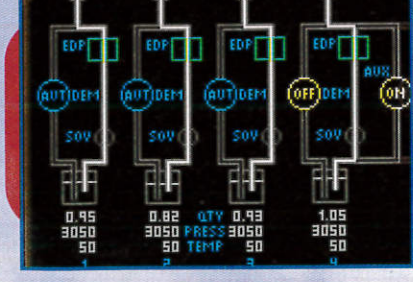 EDP EDP EDP EDP
AUX
AUT DEM AUT DEM AUT DEM OFF DEM ON
SOV SOV SOV SOV
0.95 0.82 QTY 0.93 1.05
3050 3050 PRESS 3050 3050
50 50 TEMP 50 50
1 2 3 4